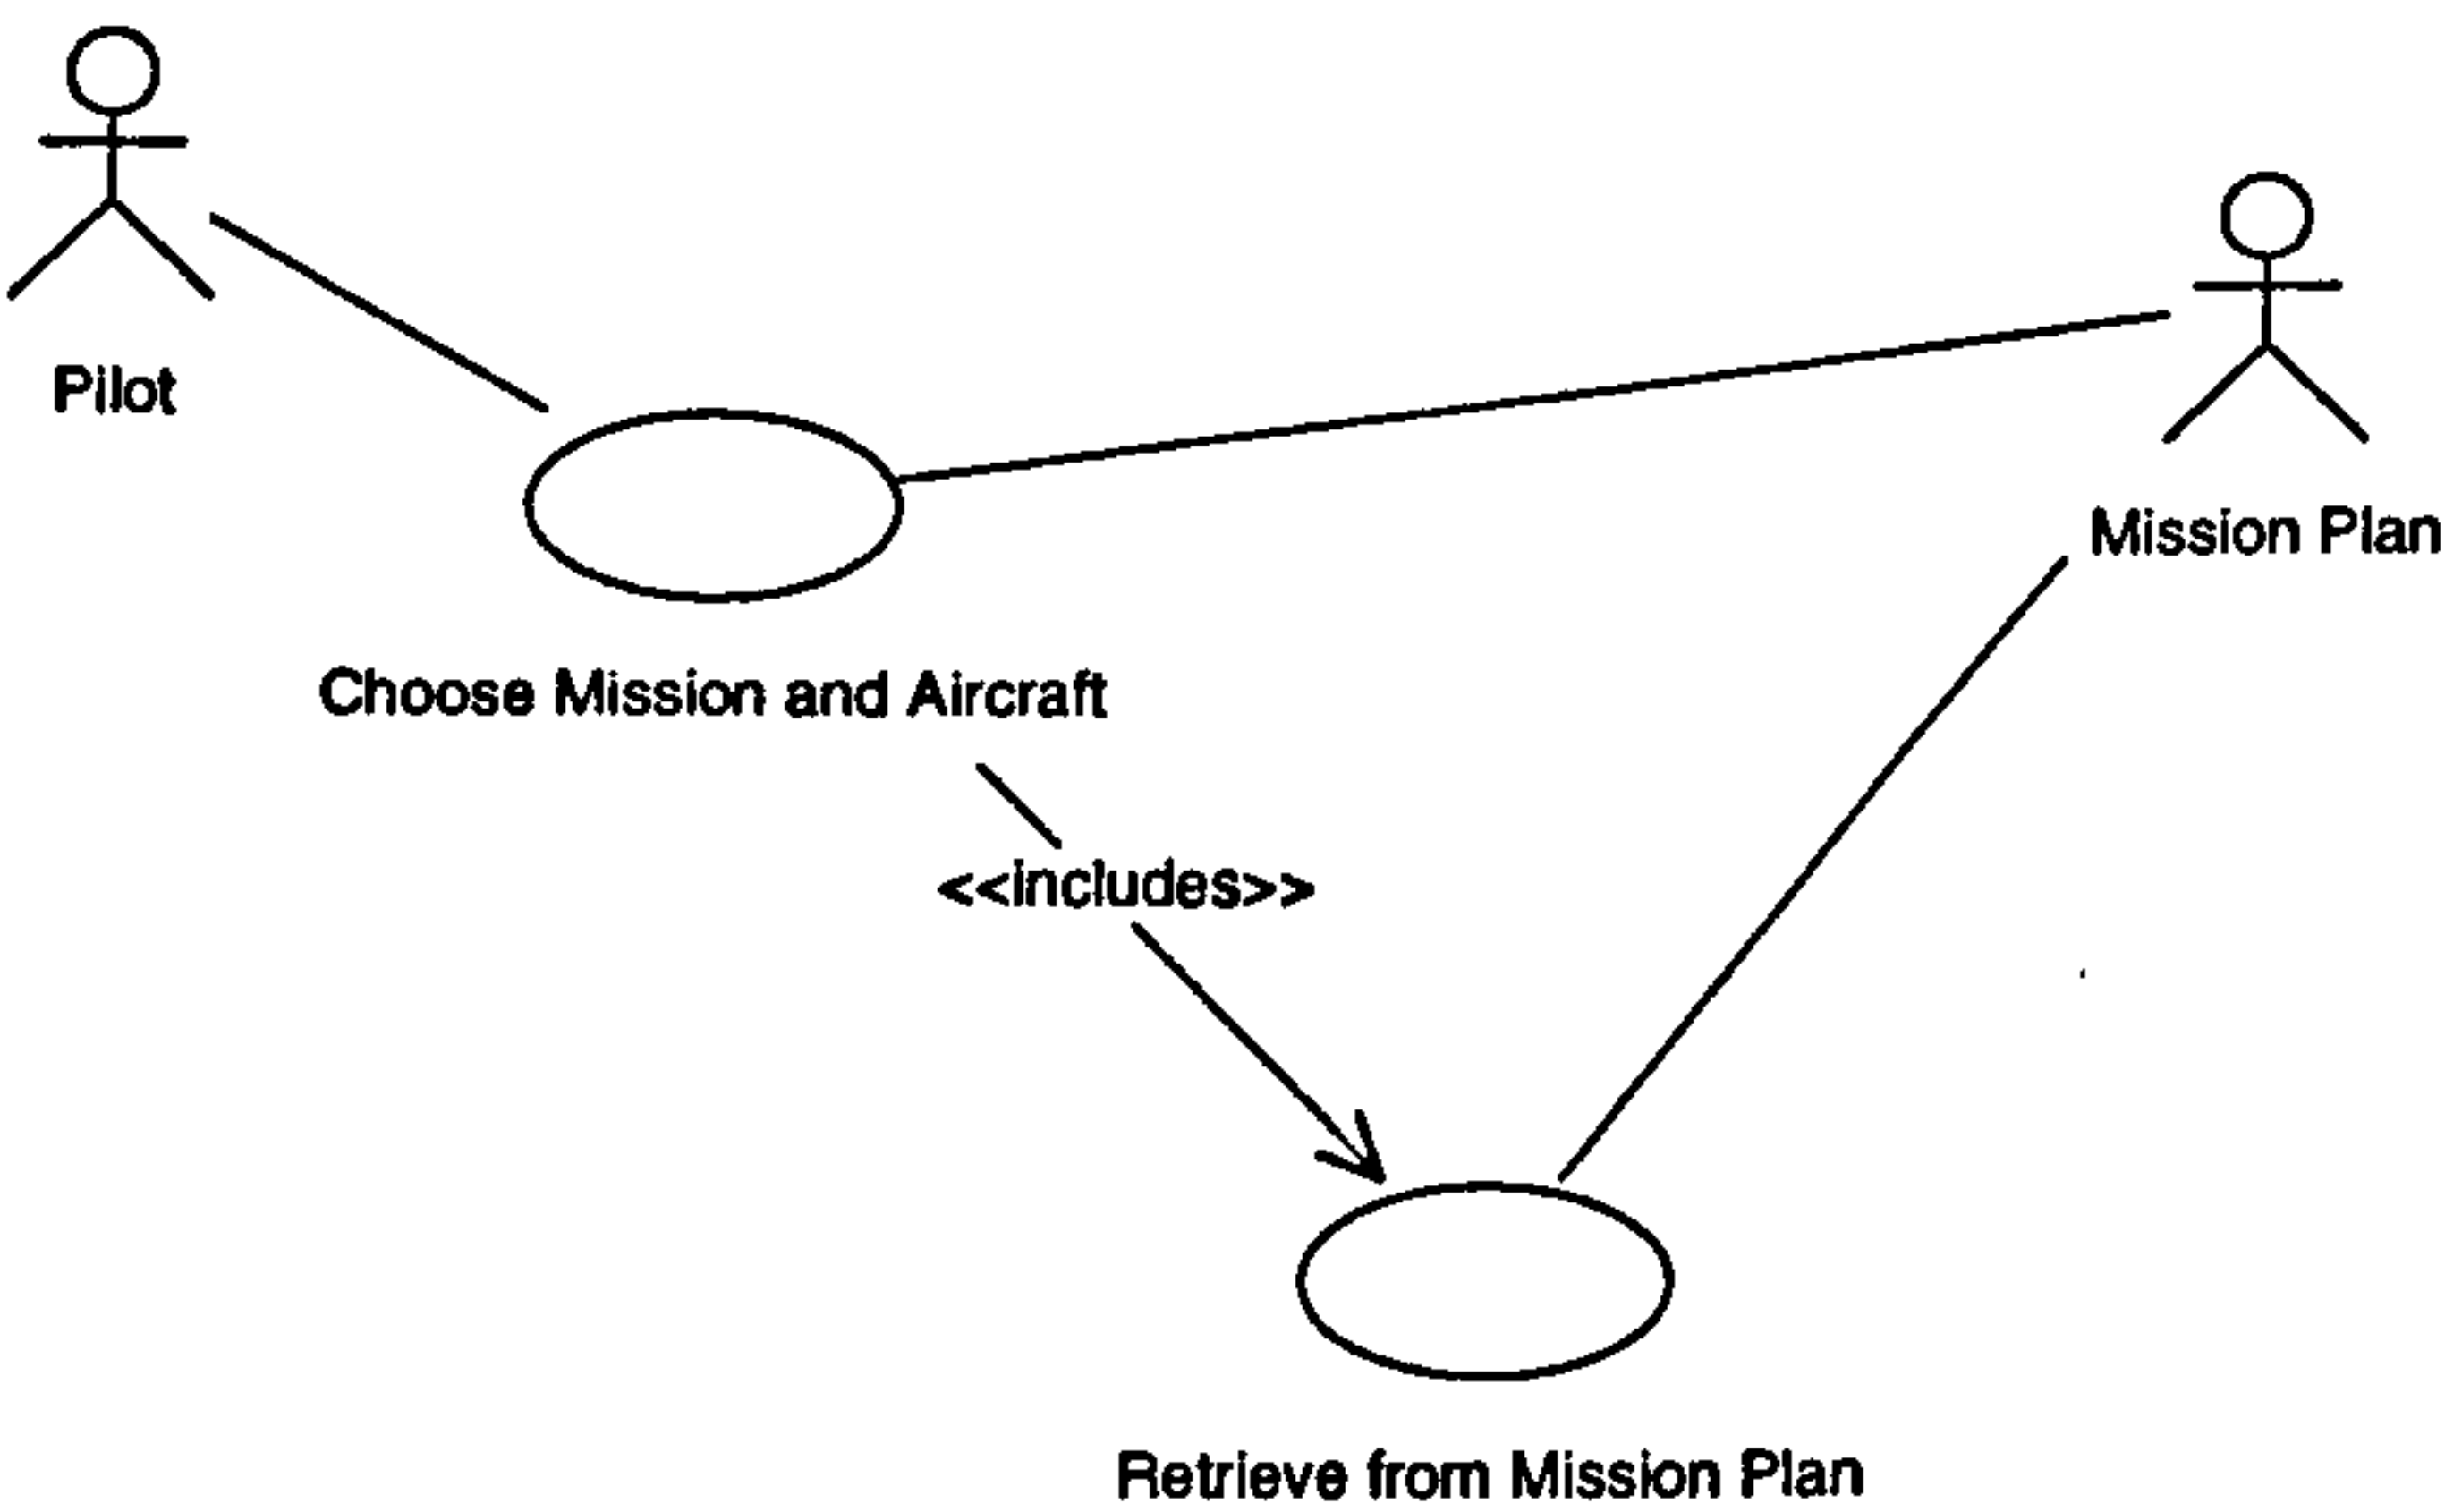 Pilot
Mission Plan
Choose Mission and Aircraft
<<includes>>
Retrieve from Mission Plan